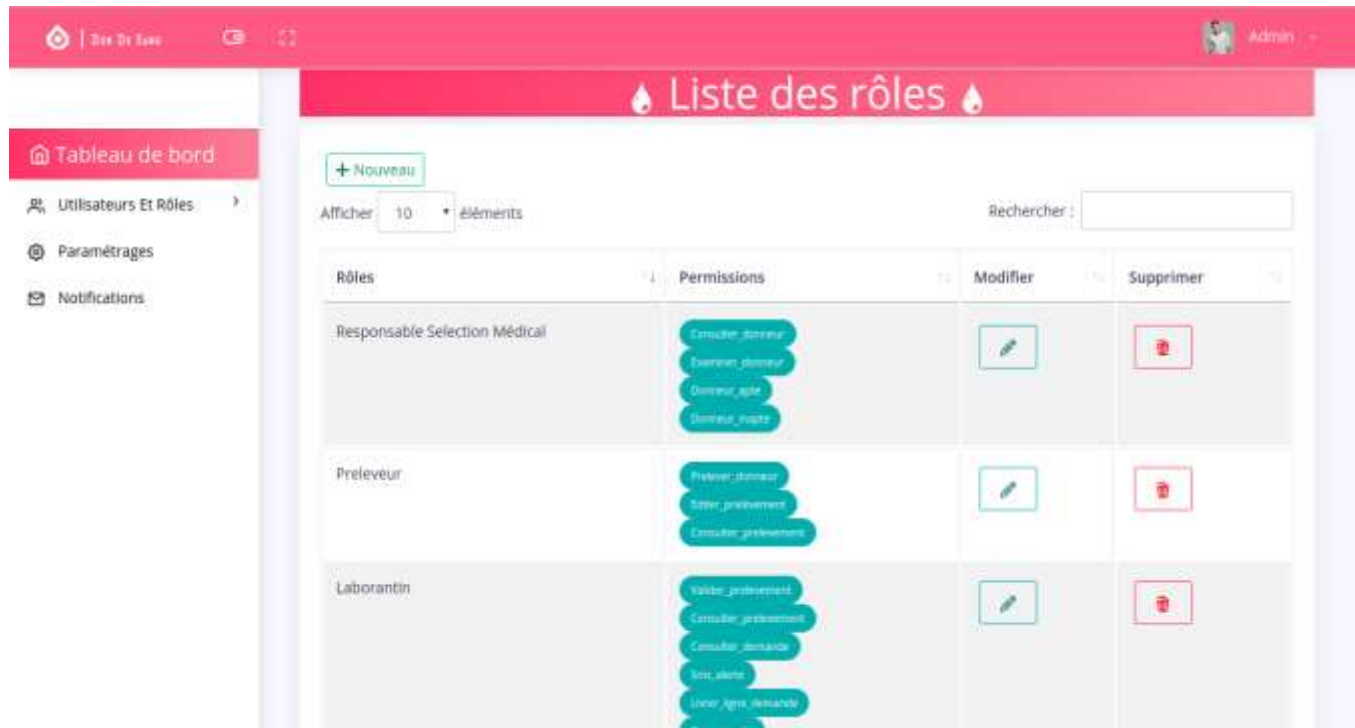 Admin
Liste des rôles
Tableau de bord
Utilisateurs Et Rôles
Paramétrages
Notifications
Nouveau
Afficher 10 éléments
Rechercher :
Rôles Permissions Modifier Supprimer
Responsable Selection Médical
Consulter_donneur
Examiner_donneur
Donneur_apte
Donneur_inapte
Preleveur
Prelever_donneur
Editer_prelevement
Consulter_prelevement
Laborantin
Valider_prelevement
Consulter_prelevement
Consulter_demande
Sms_alerte